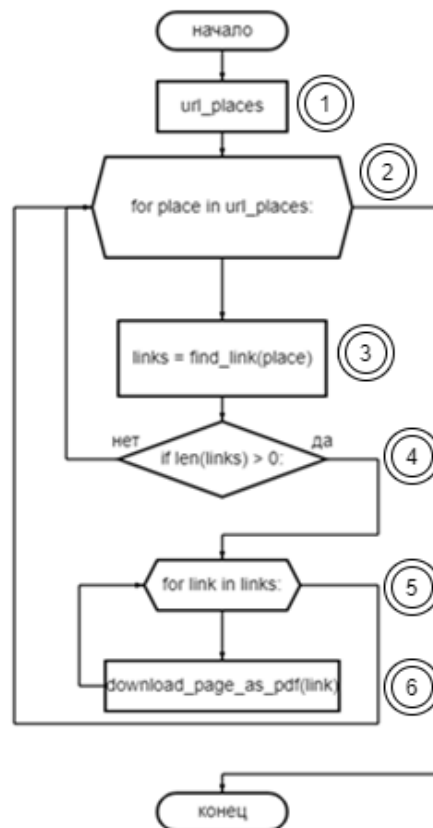 начало
url_places
1
2
for place in url_places:
links = find_link(place)
3
нет
да
if len(links) > 0:
4
for link in links:
5
download_page_as_pdf(link)
6
конец